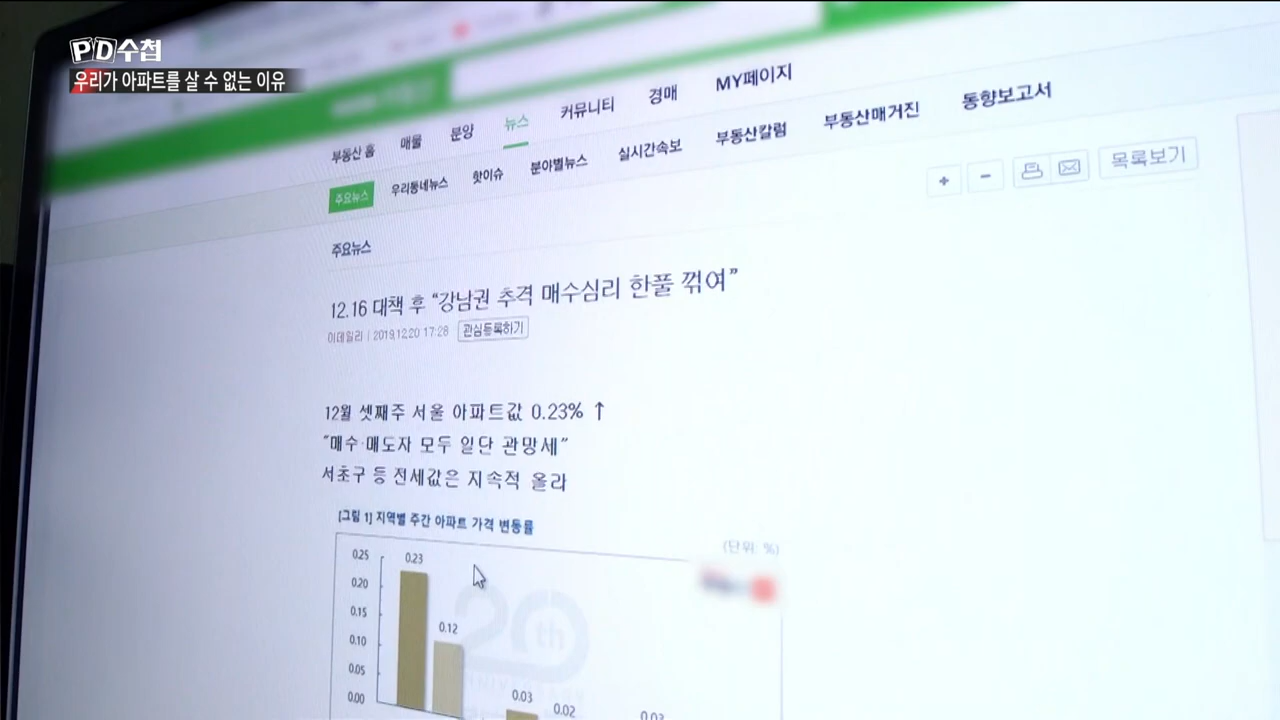 PD수첩
우리가 아파트를 살 수 없는 이유
부동산 홈 매물 분양 뉴스 커뮤니티 경매 MY페이지
주요뉴스 우리동네뉴스 핫이슈 분야별뉴스 실시간속보 부동산칼럼 부동산매거진 동향보고서
+ - 목록보기
주요뉴스
12.16 대책 후 “강남권 추격 매수심리 한풀 꺾여”
이데일리 | 2019.12.20 17:28 관심등록하기
12월 셋째주 서울 아파트값 0.23% ↑
“매수·매도자 모두 일단 관망세”
서초구 등 전세값은 지속적 올라
[그림 1] 지역별 주간 아파트 가격 변동률
(단위: %)
0.25
0.23
0.20
0.15
0.12
0.10
0.05
0.03
0.02
0.03
0.00
20th